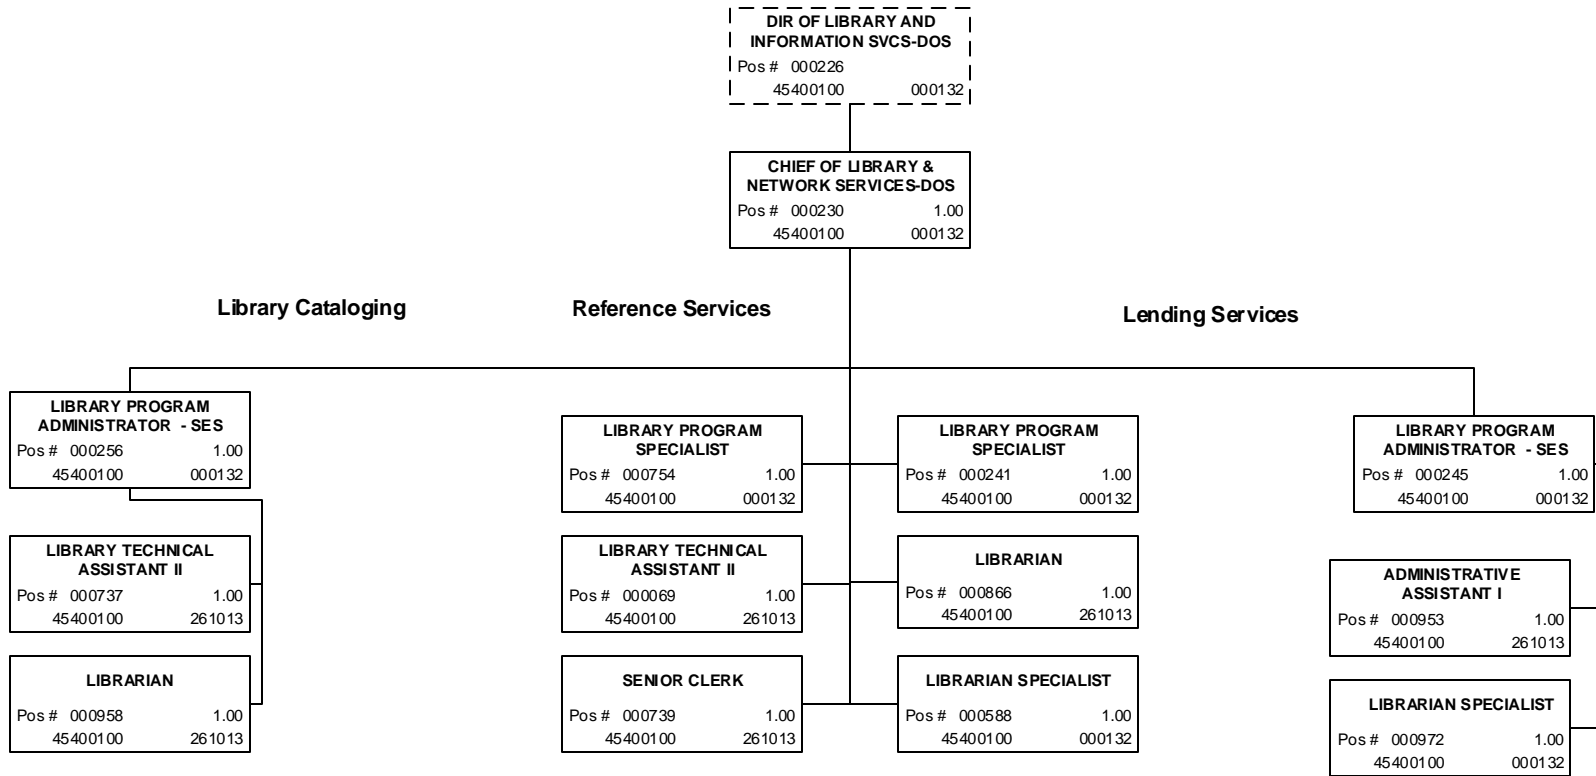 DIR OF LIBRARY AND
INFORMATION SVCS-DOS
Pos # 000226
45400100 000132
CHIEF OF LIBRARY &
NETWORK SERVICES-DOS
Pos # 000230 1.00
45400100 000132
Library Cataloging
Reference Services
Lending Services
LIBRARY PROGRAM
ADMINISTRATOR - SES
Pos # 000256 1.00
45400100 000132
LIBRARY TECHNICAL
ASSISTANT II
Pos # 000737 1.00
45400100 261013
LIBRARIAN
Pos # 000958 1.00
45400100 261013
LIBRARY PROGRAM
SPECIALIST
Pos # 000754 1.00
45400100 000132
LIBRARY TECHNICAL
ASSISTANT II
Pos # 000069 1.00
45400100 261013
SENIOR CLERK
Pos # 000739 1.00
45400100 261013
LIBRARY PROGRAM
SPECIALIST
Pos # 000241 1.00
45400100 000132
LIBRARIAN
Pos # 000866 1.00
45400100 261013
LIBRARIAN SPECIALIST
Pos # 000588 1.00
45400100 000132
LIBRARY PROGRAM
ADMINISTRATOR - SES
Pos # 000245 1.00
45400100 000132
ADMINISTRATIVE
ASSISTANT I
Pos # 000953 1.00
45400100 261013
LIBRARIAN SPECIALIST
Pos # 000972 1.00
45400100 000132